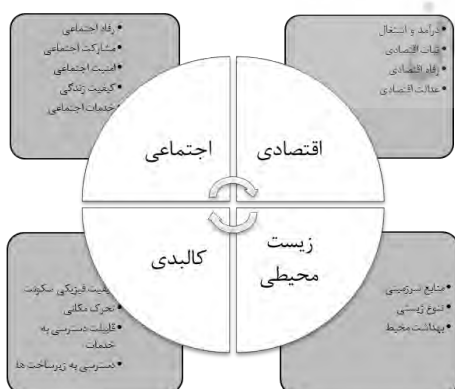 • درآمد و اشتغال
• ثبات اقتصادی
• رفاه اقتصادی
• عدالت اقتصادی
• رفاه اجتماعی
• مشارکت اجتماعی
• امنیت اجتماعی
• کیفیت زندگی
• خدمات اجتماعی
اقتصادی
اجتماعی
زیست
محیطی
کالبدی
• منابع سرزمینی
• تنوع زیستی
• بهداشت محیط
فیزیکی سکونت
• تحرک مکانی
• قابلیت دسترسی به
خدمات
• دسترسی به زیرساخت ها